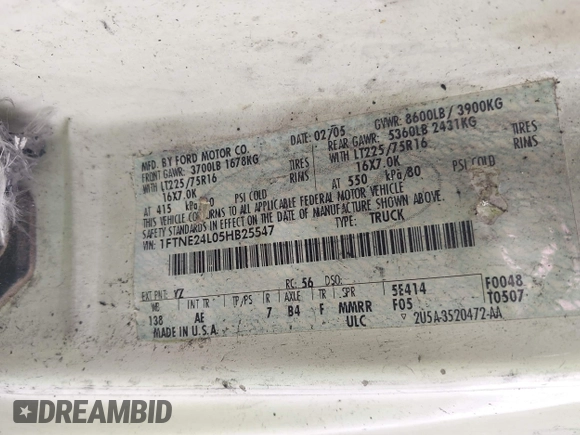 MFD. BY FORD MOTOR CO.
DATE: 02/05
GVWR: 8600LB / 3900KG
FRONT GAWR: 3700LB 1678KG
REAR GAWR: 5360LB 2431KG
WITH LT225/75R16 TIRES
WITH LT225/75R16 TIRES
16X7.0K RIMS
16X7.0K RIMS
AT 415 kPa 0 PSI COLD
AT 550 kPa/80 PSI COLD
THIS VEHICLE CONFORMS TO ALL APPLICABLE FEDERAL MOTOR VEHICLE
SAFETY STANDARDS IN EFFECT ON THE DATE OF MANUFACTURE SHOWN ABOVE.
1FTNE24L05HB25547
TYPE: TRUCK
EXT PNT: YZ RC: 56 DSO:
WB INT TR TP/PS R AXLE TR SPR 5E414 F0048
138 AE 7 B4 F MMRR F05 T0507
MADE IN U.S.A. ULC ▽ 2U5A-3520472-AA
DREAMBID